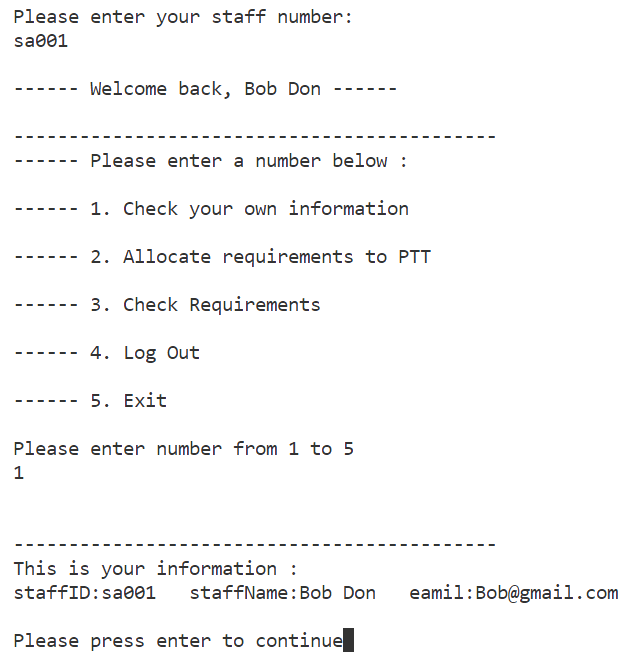 Please enter your staff number:
sa001
------ Welcome back, Bob Don ------
--------------------------------------------
------ Please enter a number below :
------ 1. Check your own information
------ 2. Allocate requirements to PTT
------ 3. Check Requirements
------ 4. Log Out
------ 5. Exit
Please enter number from 1 to 5
1
--------------------------------------------
This is your information :
staffID:sa001   staffName:Bob Don   eamil:Bob@gmail.com
Please press enter to continue